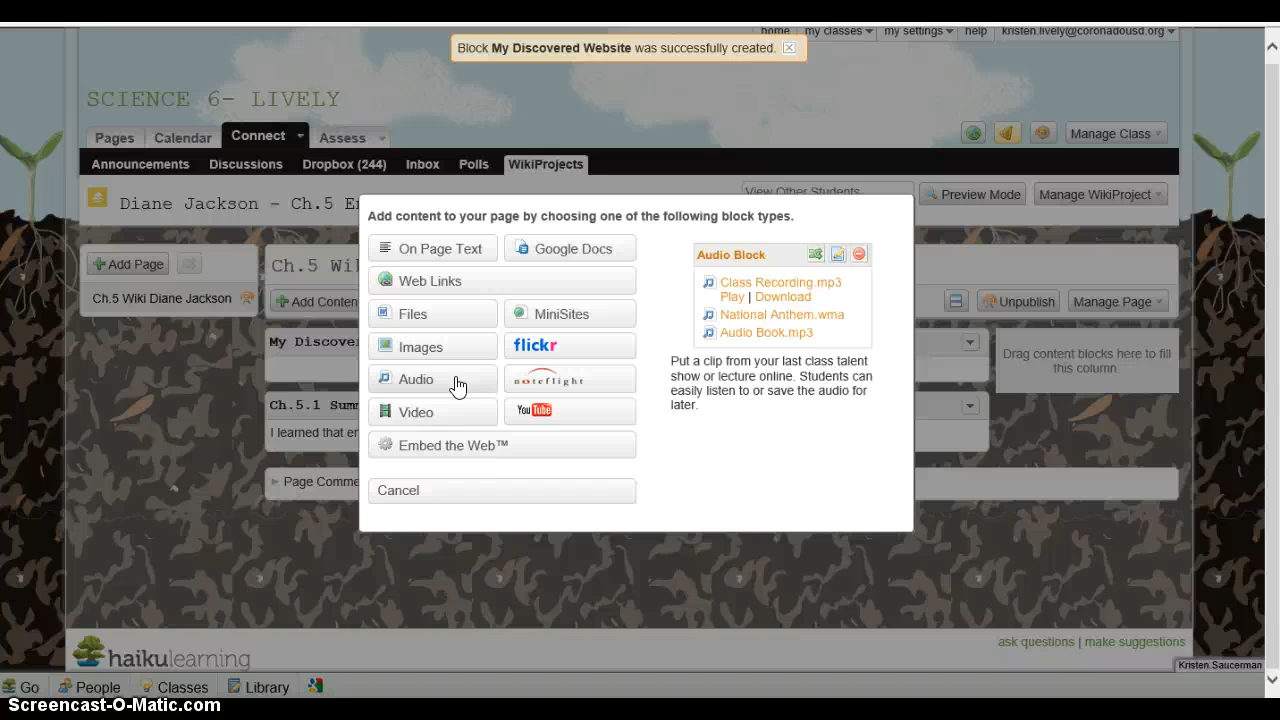 Block My Discovered Website was successfully created.
home my classes my settings help kristen.lively@coronadousd.org
SCIENCE 6- LIVELY
Pages Calendar Connect Assess Manage Class
Announcements Discussions Dropbox (244) Inbox Polls WikiProjects
View Other Students
Diane Jackson - Ch.5 Preview Mode Manage WikiProject
Add content to your page by choosing one of the following block types.
On Page Text Google Docs
Web Links
Files MiniSites
Images flickr
Audio noteflight
Video YouTube
Embed the Web™
Cancel
Audio Block
Class Recording.mp3
Play | Download
National Anthem.wma
Audio Book.mp3
Put a clip from your last class talent
show or lecture online. Students can
easily listen to or save the audio for
later.
Add Page Ch.5
Ch.5 Wiki Diane Jackson Add Unpublish Manage Page
My
Drag content blocks here to fill
this column.
Ch.5.1
I learned that
Page
ask questions | make suggestions
haikulearning
Kristen.Saucerman
Go People Classes Library
Screencast-O-Matic.com